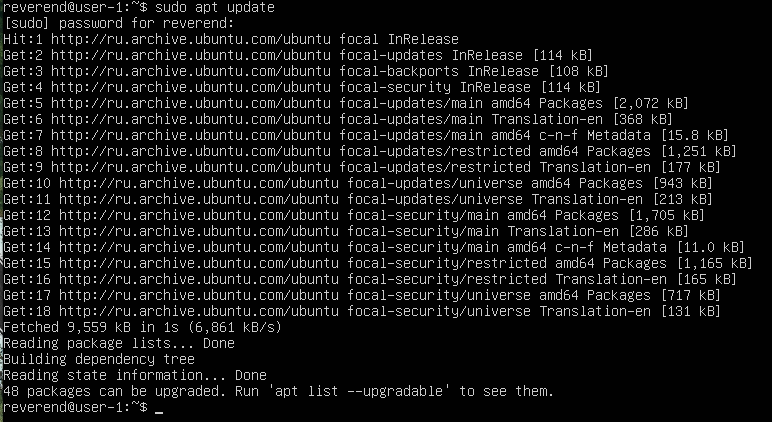 reverend@user-1:~$ sudo apt update
[sudo] password for reverend:
Hit:1 http://ru.archive.ubuntu.com/ubuntu focal InRelease
Get:2 http://ru.archive.ubuntu.com/ubuntu focal-updates InRelease [114 kB]
Get:3 http://ru.archive.ubuntu.com/ubuntu focal-backports InRelease [108 kB]
Get:4 http://ru.archive.ubuntu.com/ubuntu focal-security InRelease [114 kB]
Get:5 http://ru.archive.ubuntu.com/ubuntu focal-updates/main amd64 Packages [2,072 kB]
Get:6 http://ru.archive.ubuntu.com/ubuntu focal-updates/main Translation-en [368 kB]
Get:7 http://ru.archive.ubuntu.com/ubuntu focal-updates/main amd64 c-n-f Metadata [15.8 kB]
Get:8 http://ru.archive.ubuntu.com/ubuntu focal-updates/restricted amd64 Packages [1,251 kB]
Get:9 http://ru.archive.ubuntu.com/ubuntu focal-updates/restricted Translation-en [177 kB]
Get:10 http://ru.archive.ubuntu.com/ubuntu focal-updates/universe amd64 Packages [943 kB]
Get:11 http://ru.archive.ubuntu.com/ubuntu focal-updates/universe Translation-en [213 kB]
Get:12 http://ru.archive.ubuntu.com/ubuntu focal-security/main amd64 Packages [1,705 kB]
Get:13 http://ru.archive.ubuntu.com/ubuntu focal-security/main Translation-en [286 kB]
Get:14 http://ru.archive.ubuntu.com/ubuntu focal-security/main amd64 c-n-f Metadata [11.0 kB]
Get:15 http://ru.archive.ubuntu.com/ubuntu focal-security/restricted amd64 Packages [1,165 kB]
Get:16 http://ru.archive.ubuntu.com/ubuntu focal-security/restricted Translation-en [165 kB]
Get:17 http://ru.archive.ubuntu.com/ubuntu focal-security/universe amd64 Packages [717 kB]
Get:18 http://ru.archive.ubuntu.com/ubuntu focal-security/universe Translation-en [131 kB]
Fetched 9,559 kB in 1s (6,861 kB/s)
Reading package lists... Done
Building dependency tree
Reading state information... Done
48 packages can be upgraded. Run 'apt list --upgradable' to see them.
reverend@user-1:~$ _